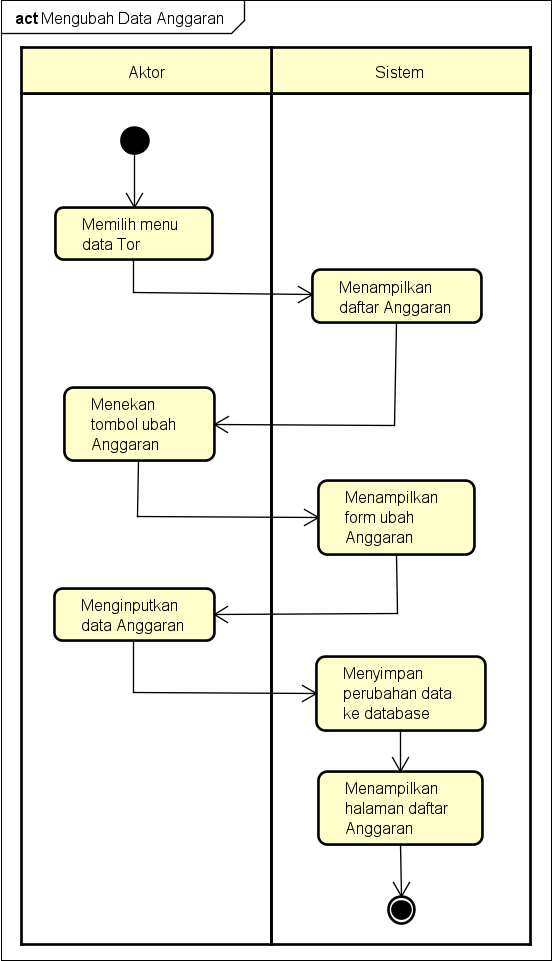 act Mengubah Data Anggaran
Aktor
Sistem
Memilih menu
data Tor
Menampilkan
daftar Anggaran
Menekan
tombol ubah
Anggaran
Menampilkan
form ubah
Anggaran
Menginputkan
data Anggaran
Menyimpan
perubahan data
ke database
Menampilkan
halaman daftar
Anggaran